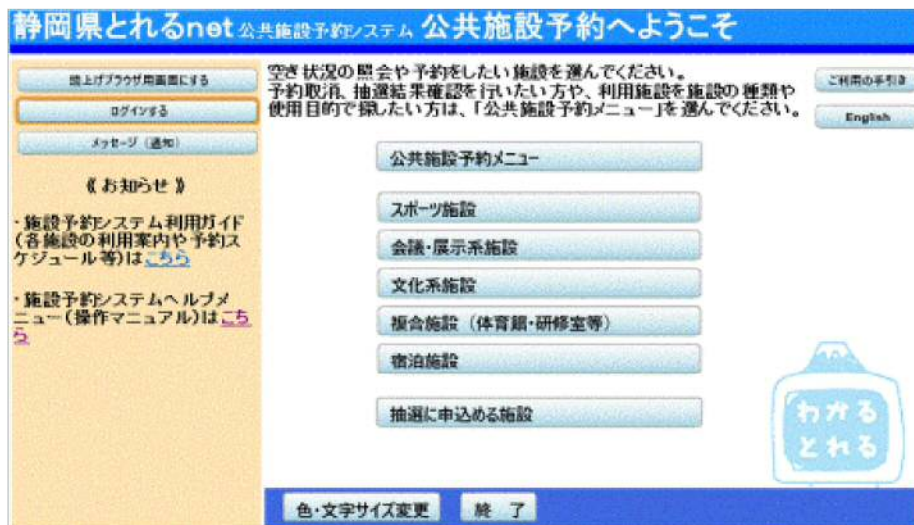 静岡県とれるnet 公共施設予約システム 公共施設予約へようこそ
読上げブラウザ用画面にする
ログインする
メッセージ（通知）
《お知らせ》
・施設予約システム利用ガイド
（各施設の利用案内や予約ス
ケジュール等）はこちら
・施設予約システムヘルプメ
ニュー（操作マニュアル）はこち
ら
空き状況の照会や予約をしたい施設を選んでください。
予約取消、抽選結果確認を行いたい方や、利用施設を施設の種類や
使用目的で探したい方は、「公共施設予約メニュー」を選んでください。
ご利用の手引き
English
公共施設予約メニュー
スポーツ施設
会議・展示系施設
文化系施設
複合施設（体育館・研修室等）
宿泊施設
抽選に申込める施設
わかる
とれる
色・文字サイズ変更
終 了